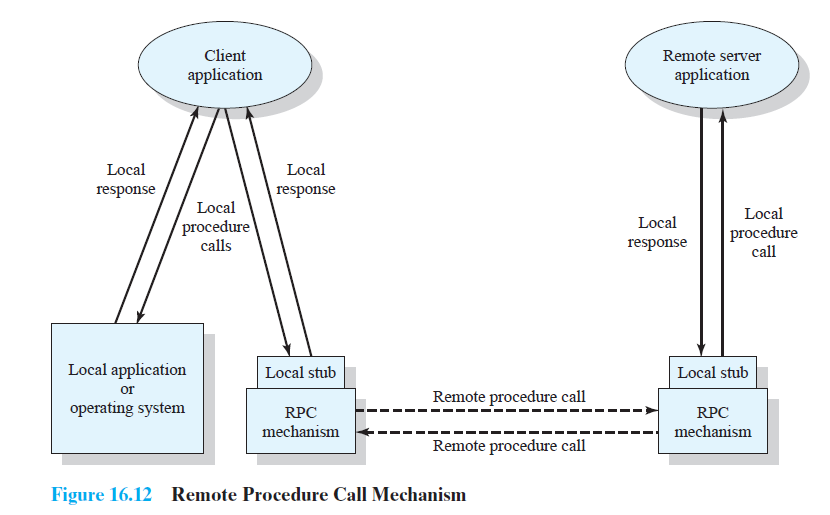 Client
application
Remote server
application
Local
response
Local
response
Local
procedure
calls
Local
response
Local
procedure
call
Local application
or
operating system
Local stub
RPC
mechanism
Remote procedure call
Remote procedure call
Local stub
RPC
mechanism
Figure 16.12 Remote Procedure Call Mechanism